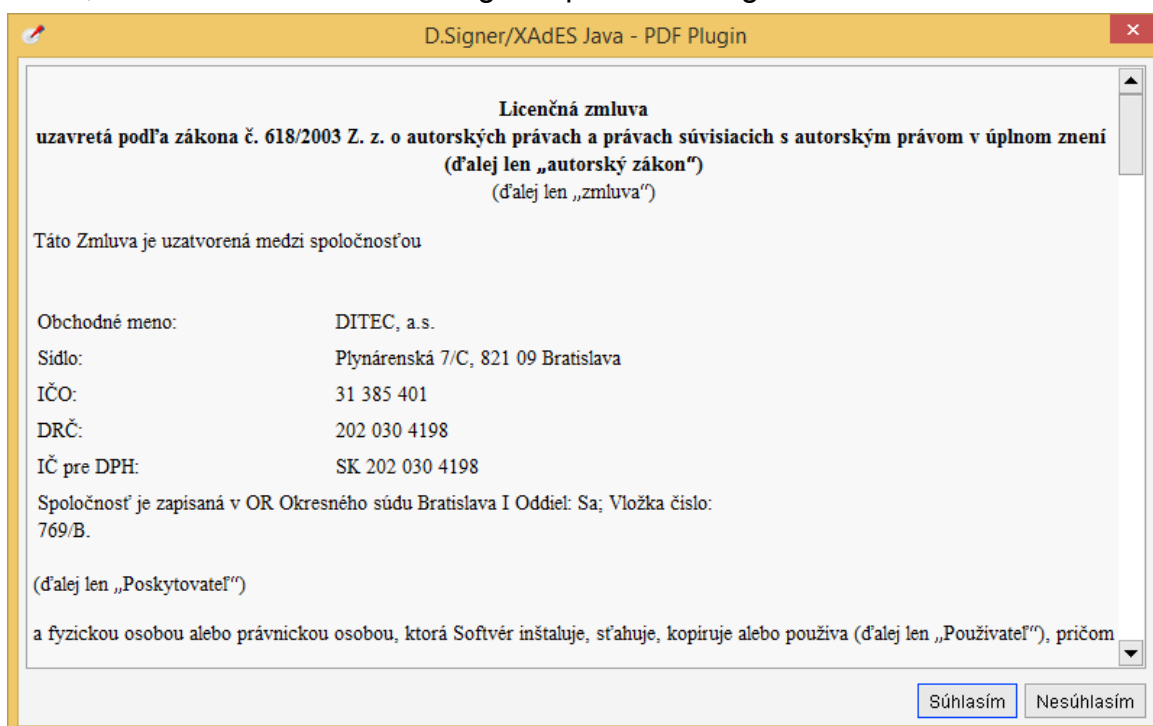 D.Signer/XAdES Java - PDF Plugin
Licenčná zmluva
uzavretá podľa zákona č. 618/2003 Z. z. o autorských právach a právach súvisiacich s autorským právom v úplnom znení
(ďalej len „autorský zákon“)
(ďalej len „zmluva“)
Táto Zmluva je uzatvorená medzi spoločnosťou
Obchodné meno: DITEC, a.s.
Sídlo: Plynárenská 7/C, 821 09 Bratislava
IČO: 31 385 401
DRČ: 202 030 4198
IČ pre DPH: SK 202 030 4198
Spoločnosť je zapisaná v OR Okresného súdu Bratislava I Oddiel: Sa; Vložka číslo:
769/B.
(ďalej len „Poskytovateľ“)
a fyzickou osobou alebo právnickou osobou, ktorá Softvér inštaluje, sťahuje, kopíruje alebo používa (ďalej len „Používateľ“), pričom
Súhlasím Nesúhlasím